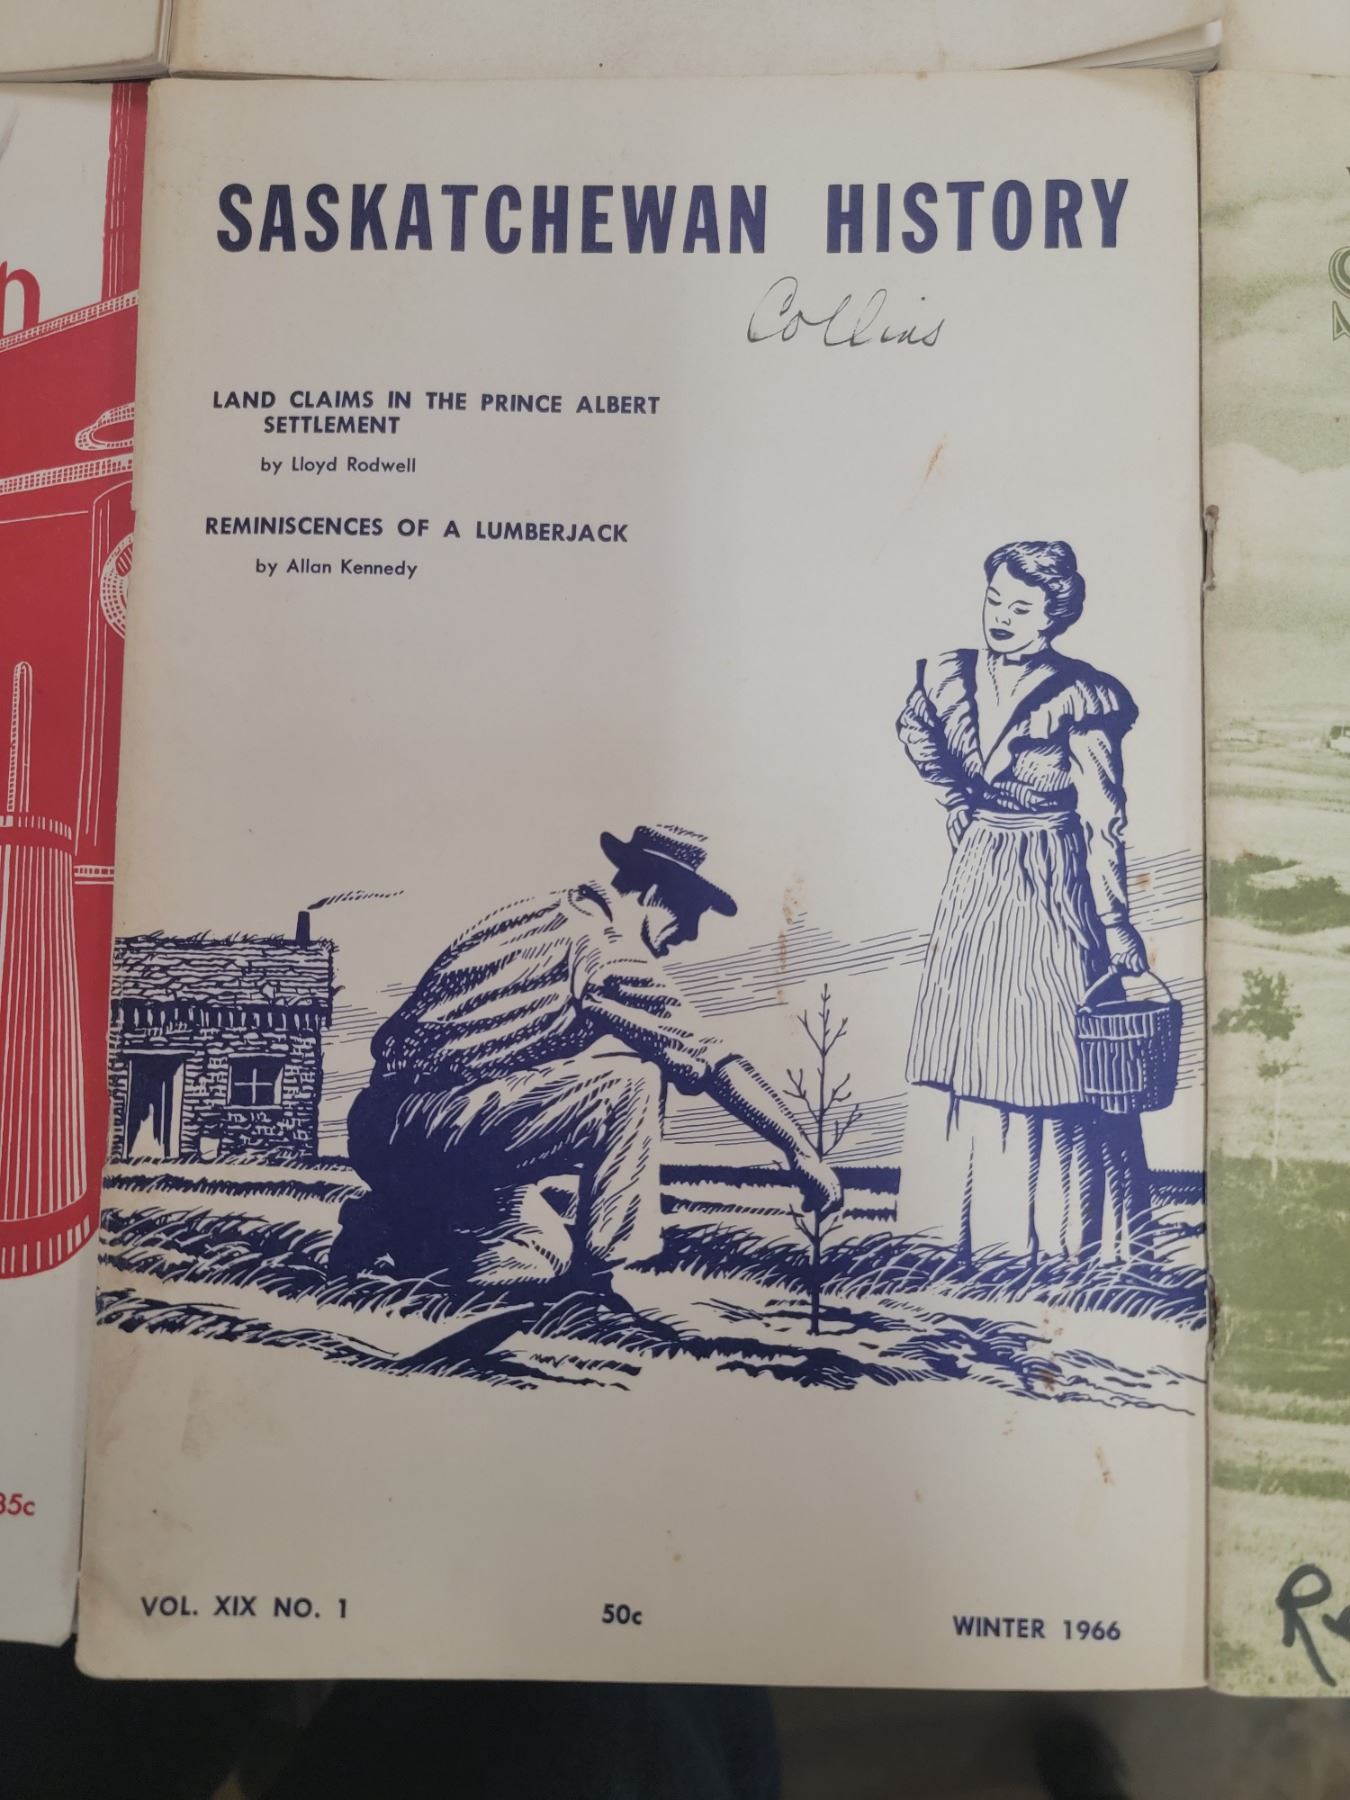 SASKATCHEWAN HISTORY
Collins
LAND CLAIMS IN THE PRINCE ALBERT
SETTLEMENT
by Lloyd Rodwell
REMINISCENCES OF A LUMBERJACK
by Allan Kennedy
VOL. XIX NO. 1
50c
WINTER 1966
n
35c